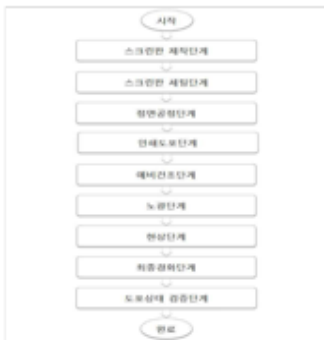 시작
스크린판 제작단계
스크린판 세팅단계
정면공정단계
인쇄도포단계
예비건조단계
노광단계
현상단계
최종경화단계
도포상태 검증단계
완료